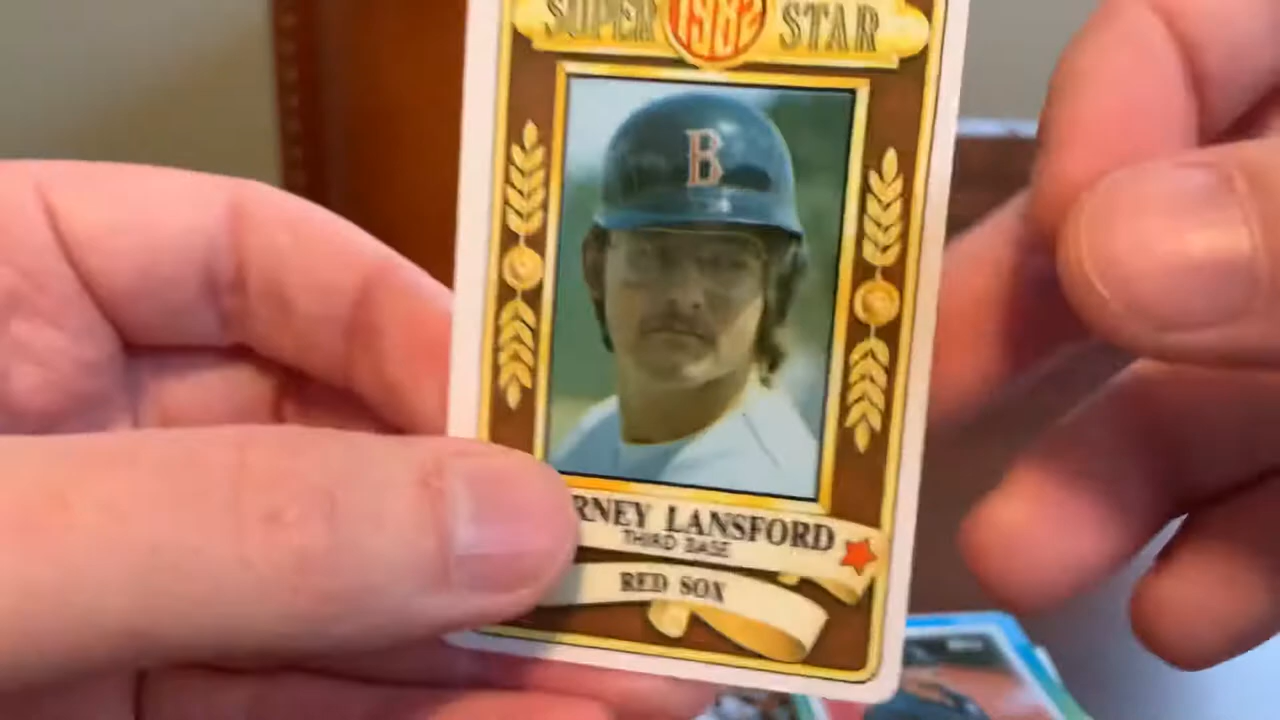 SUPER 1982 STAR
B
RNEY LANSFORD
THIRD BASE
RED SOX